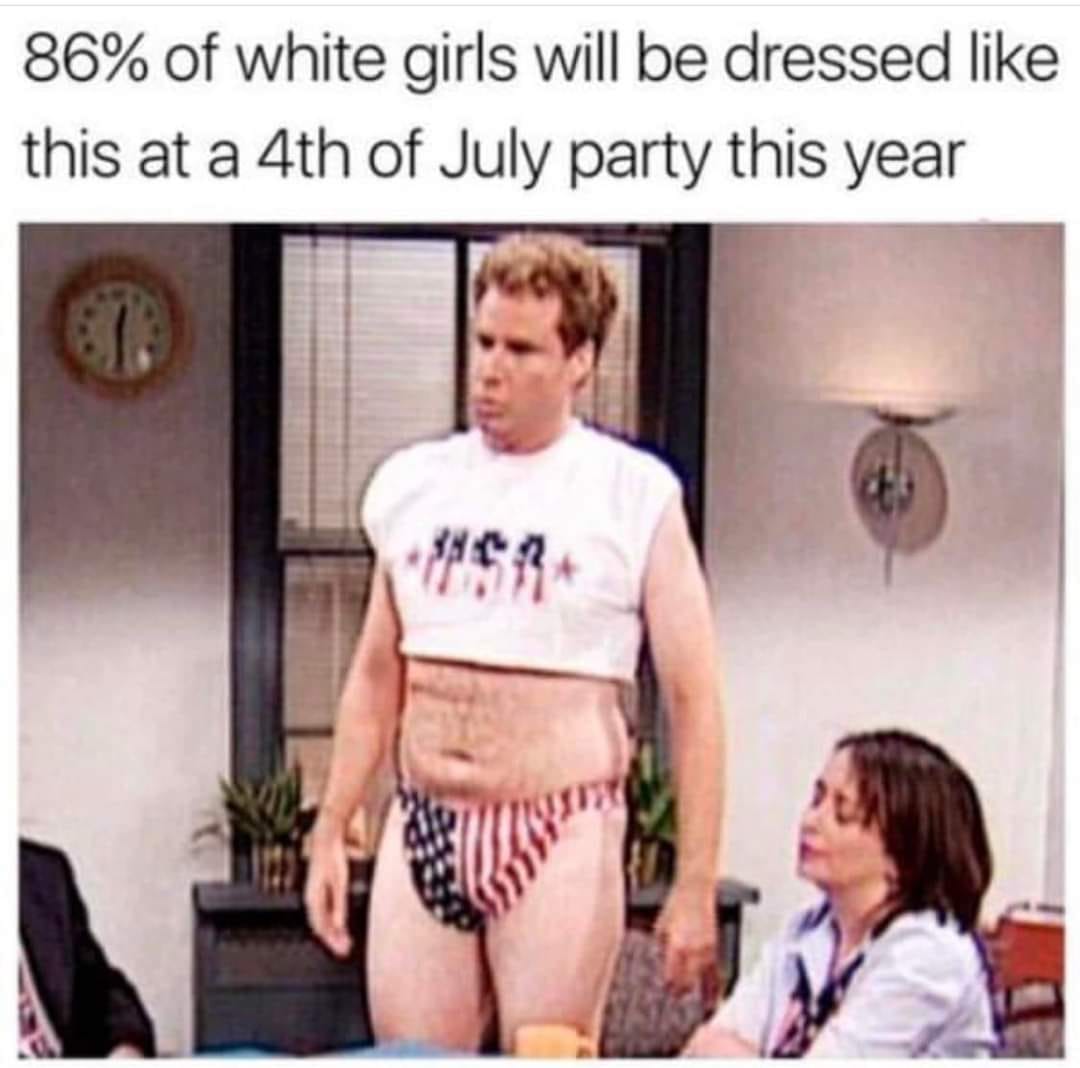 86% of white girls will be dressed like
this at a 4th of July party this year
USA